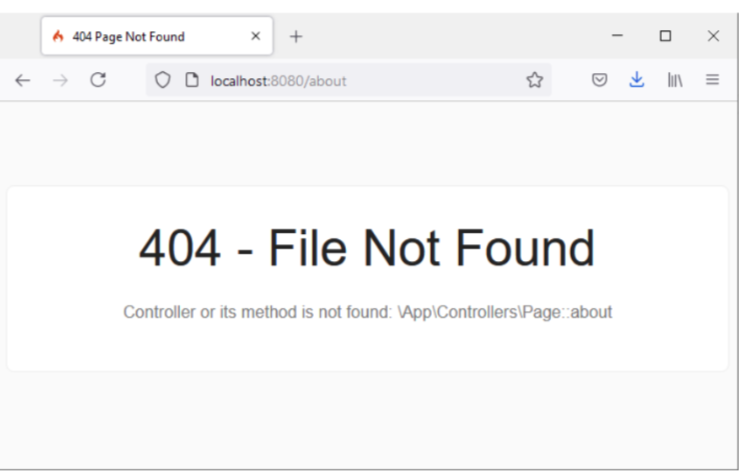 404 Page Not Found
localhost:8080/about
404 - File Not Found
Controller or its method is not found: \App\Controllers\Page::about